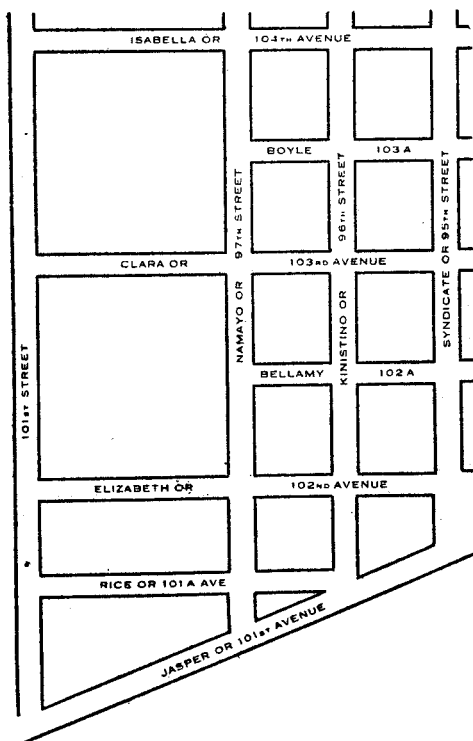 ISABELLA OR 104TH AVENUE
BOYLE 103 A
97TH STREET
96TH STREET
SYNDICATE OR 95TH STREET
CLARA OR 103RD AVENUE
NAMAYO OR
KINISTINO OR
BELLAMY 102 A
101ST STREET
ELIZABETH OR 102ND AVENUE
RICE OR 101 A AVE
JASPER OR 101ST AVENUE